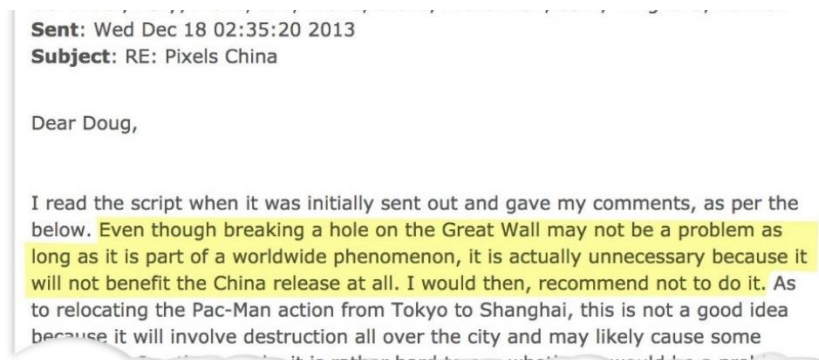 Sent: Wed Dec 18 02:35:20 2013
Subject: RE: Pixels China
Dear Doug,
I read the script when it was initially sent out and gave my comments, as per the
below. Even though breaking a hole on the Great Wall may not be a problem as
long as it is part of a worldwide phenomenon, it is actually unnecessary because it
will not benefit the China release at all. I would then, recommend not to do it. As
to relocating the Pac-Man action from Tokyo to Shanghai, this is not a good idea
because it will involve destruction all over the city and may likely cause some
it is rather hard to